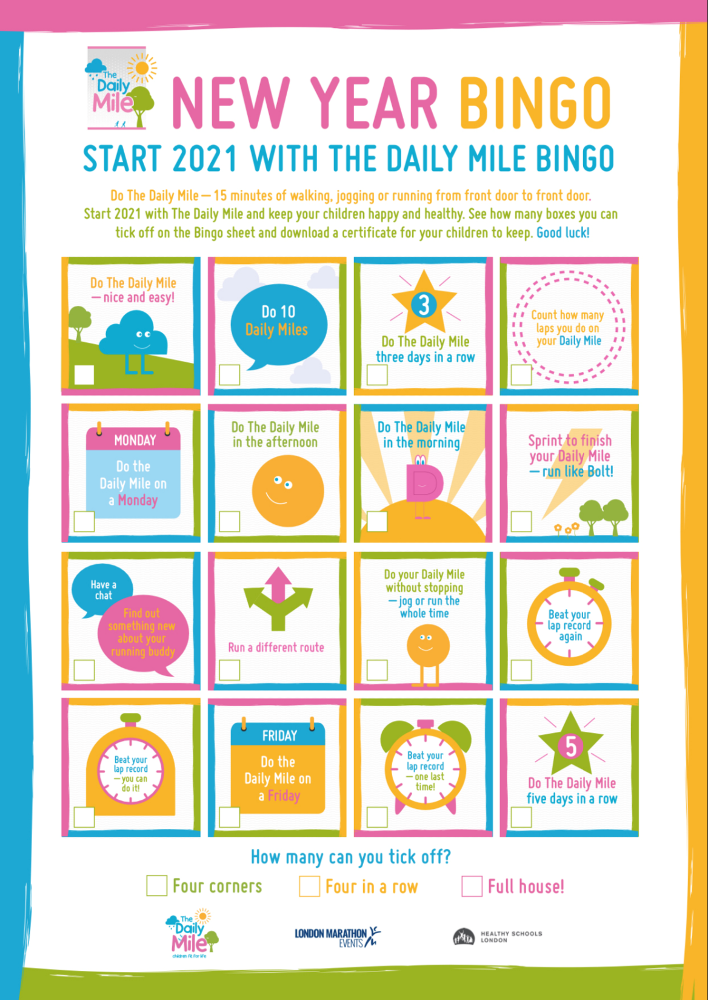 The
Daily
Mile
NEW YEAR BINGO
START 2021 WITH THE DAILY MILE BINGO
Do The Daily Mile – 15 minutes of walking, jogging or running from front door to front door.
Start 2021 with The Daily Mile and keep your children happy and healthy. See how many boxes you can
tick off on the Bingo sheet and download a certificate for your children to keep. Good luck!
Do The Daily Mile
– nice and easy!
Do 10
Daily Miles
3
Do The Daily Mile
three days in a row
Count how many
laps you do on
your Daily Mile
MONDAY
Do the
Daily Mile on
a Monday
Do The Daily Mile
in the afternoon
Do The Daily Mile
in the morning
D
Sprint to finish
your Daily Mile
– run like Bolt!
Have a
chat
Find out
something new
about your
running buddy
Run a different route
Do your Daily Mile
without stopping
– jog or run the
whole time
Beat your
lap record
again
Beat your
lap record
– you can
do it!
FRIDAY
Do the
Daily Mile on
a Friday
Beat your
lap record
– one last
time!
5
Do The Daily Mile
five days in a row
How many can you tick off?
Four corners
Four in a row
Full house!
The
Daily
Mile
children fit for life
LONDON MARATHON
EVENTS
HEALTHY SCHOOLS
LONDON